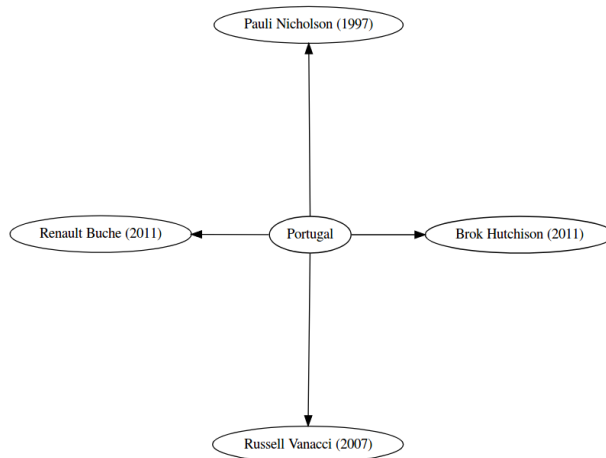 Pauli Nicholson (1997)
Renault Buche (2011)
Portugal
Brok Hutchison (2011)
Russell Vanacci (2007)